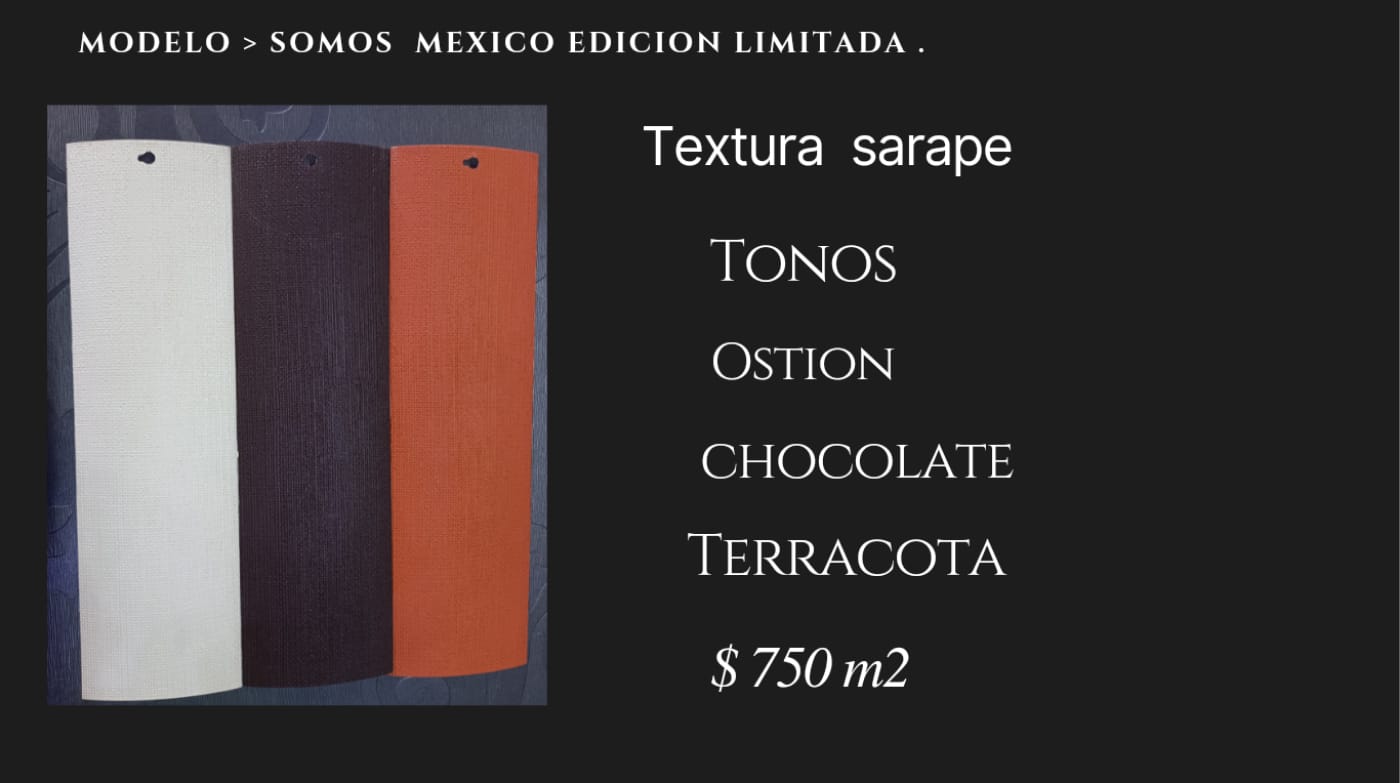 MODELO > SOMOS MEXICO EDICION LIMITADA .
Textura sarape
TONOS
OSTION
CHOCOLATE
TERRACOTA
$ 750 m2